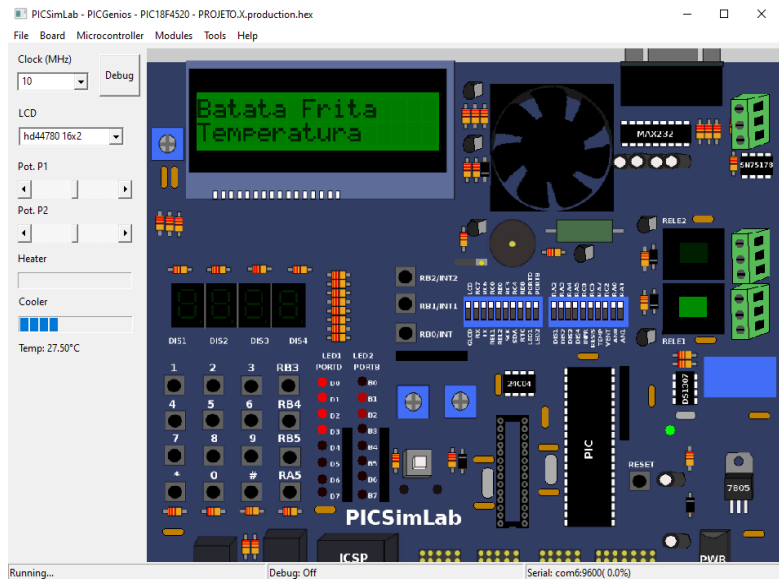 PICSimLab - PICGenios - PIC18F4520 - PROJETO.X.production.hex
File Board Microcontroller Modules Tools Help
Clock (MHz)
10
Debug
LCD
hd44780 16x2
Pot. P1
Pot. P2
Heater
Cooler
Temp: 27.50°C
Batata Frita
Temperatura
MAX232
SN75178
RELE2
RELE1
RB2/INT2
RB1/INT1
RB0/INT
DIS1 DIS2 DIS3 DIS4
LED1 LED2
PORTD PORTB
1 2 3 RB3
4 5 6 RB4
7 8 9 RB5
* 0 # RA5
D0 B0
D1 B1
D2 B2
D3 B3
D4 B4
D5 B5
D6 B6
D7 B7
24C04
PIC
DS1307
RESET
7805
PICSimLab
ICSP
PWR
Running...
Debug: Off
Serial: com6:9600( 0.0%)